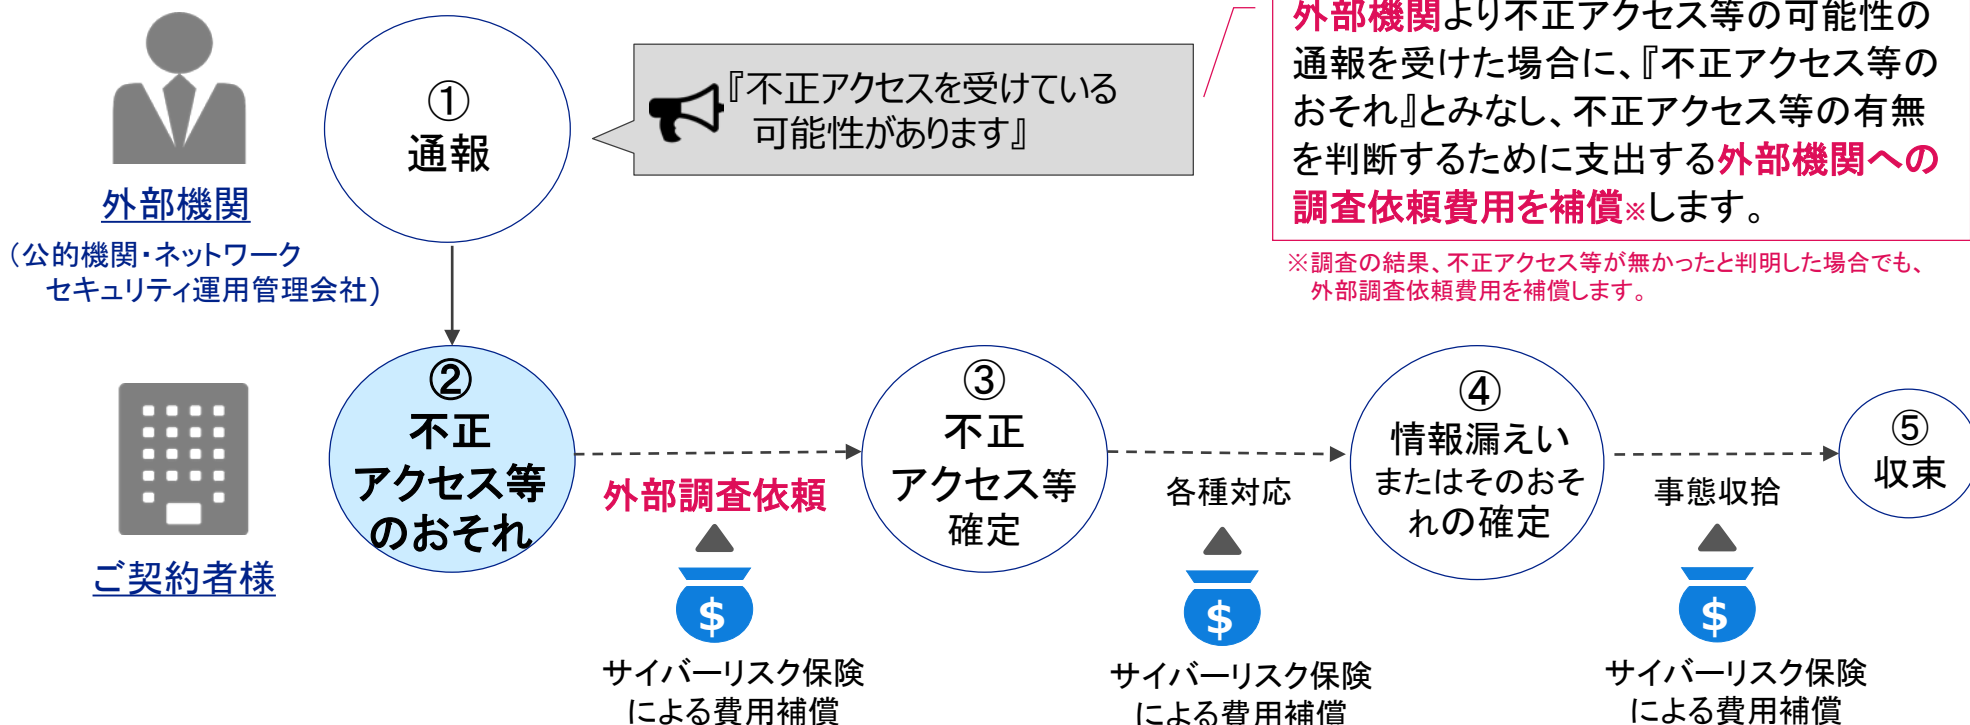 外部機関
(公的機関・ネットワーク
セキュリティ運用管理会社)
①
通報
『不正アクセスを受けている
可能性があります』
外部機関より不正アクセス等の可能性の
通報を受けた場合に、『不正アクセス等の
おそれ』とみなし、不正アクセス等の有無
を判断するために支出する外部機関への
調査依頼費用を補償※します。
※調査の結果、不正アクセス等が無かったと判明した場合でも、
外部調査依頼費用を補償します。
ご契約者様
②
不正
アクセス等
のおそれ
外部調査依頼
$
サイバーリスク保険
による費用補償
③
不正
アクセス等
確定
各種対応
$
サイバーリスク保険
による費用補償
④
情報漏えい
またはそのおそ
れの確定
事態収拾
$
サイバーリスク保険
による費用補償
⑤
収束